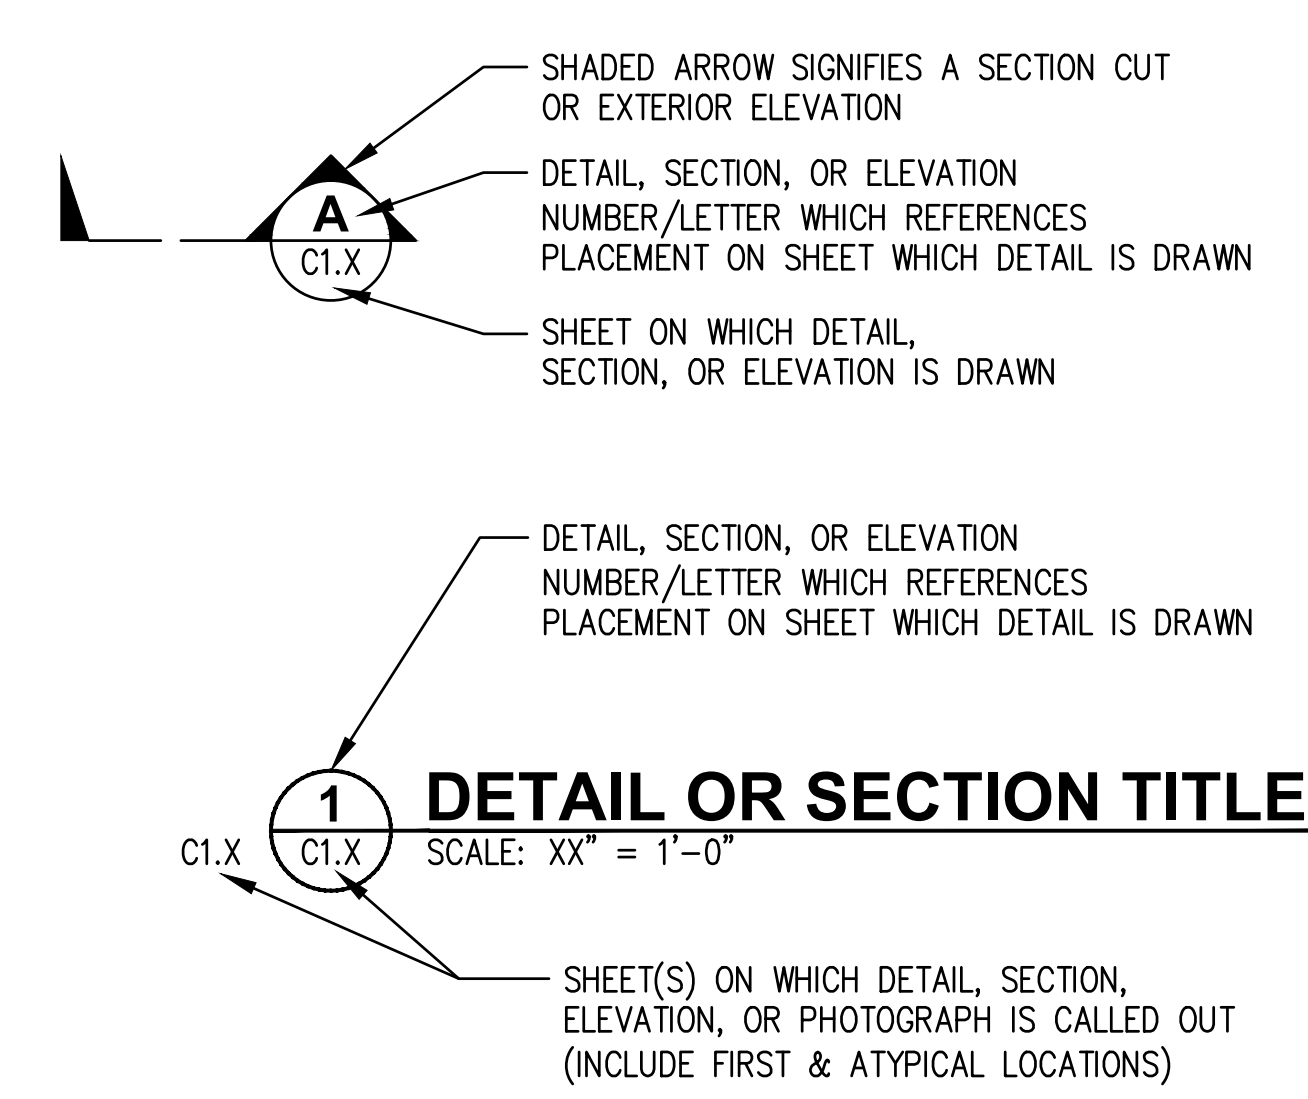 SHADED ARROW SIGNIFIES A SECTION CUT
OR EXTERIOR ELEVATION
DETAIL, SECTION, OR ELEVATION
NUMBER/LETTER WHICH REFERENCES
PLACEMENT ON SHEET WHICH DETAIL IS DRAWN
A
C1.X
SHEET ON WHICH DETAIL,
SECTION, OR ELEVATION IS DRAWN
DETAIL, SECTION, OR ELEVATION
NUMBER/LETTER WHICH REFERENCES
PLACEMENT ON SHEET WHICH DETAIL IS DRAWN
1
DETAIL OR SECTION TITLE
C1.X
C1.X
SCALE: XX" = 1'-0"
SHEET(S) ON WHICH DETAIL, SECTION,
ELEVATION, OR PHOTOGRAPH IS CALLED OUT
(INCLUDE FIRST & ATYPICAL LOCATIONS)